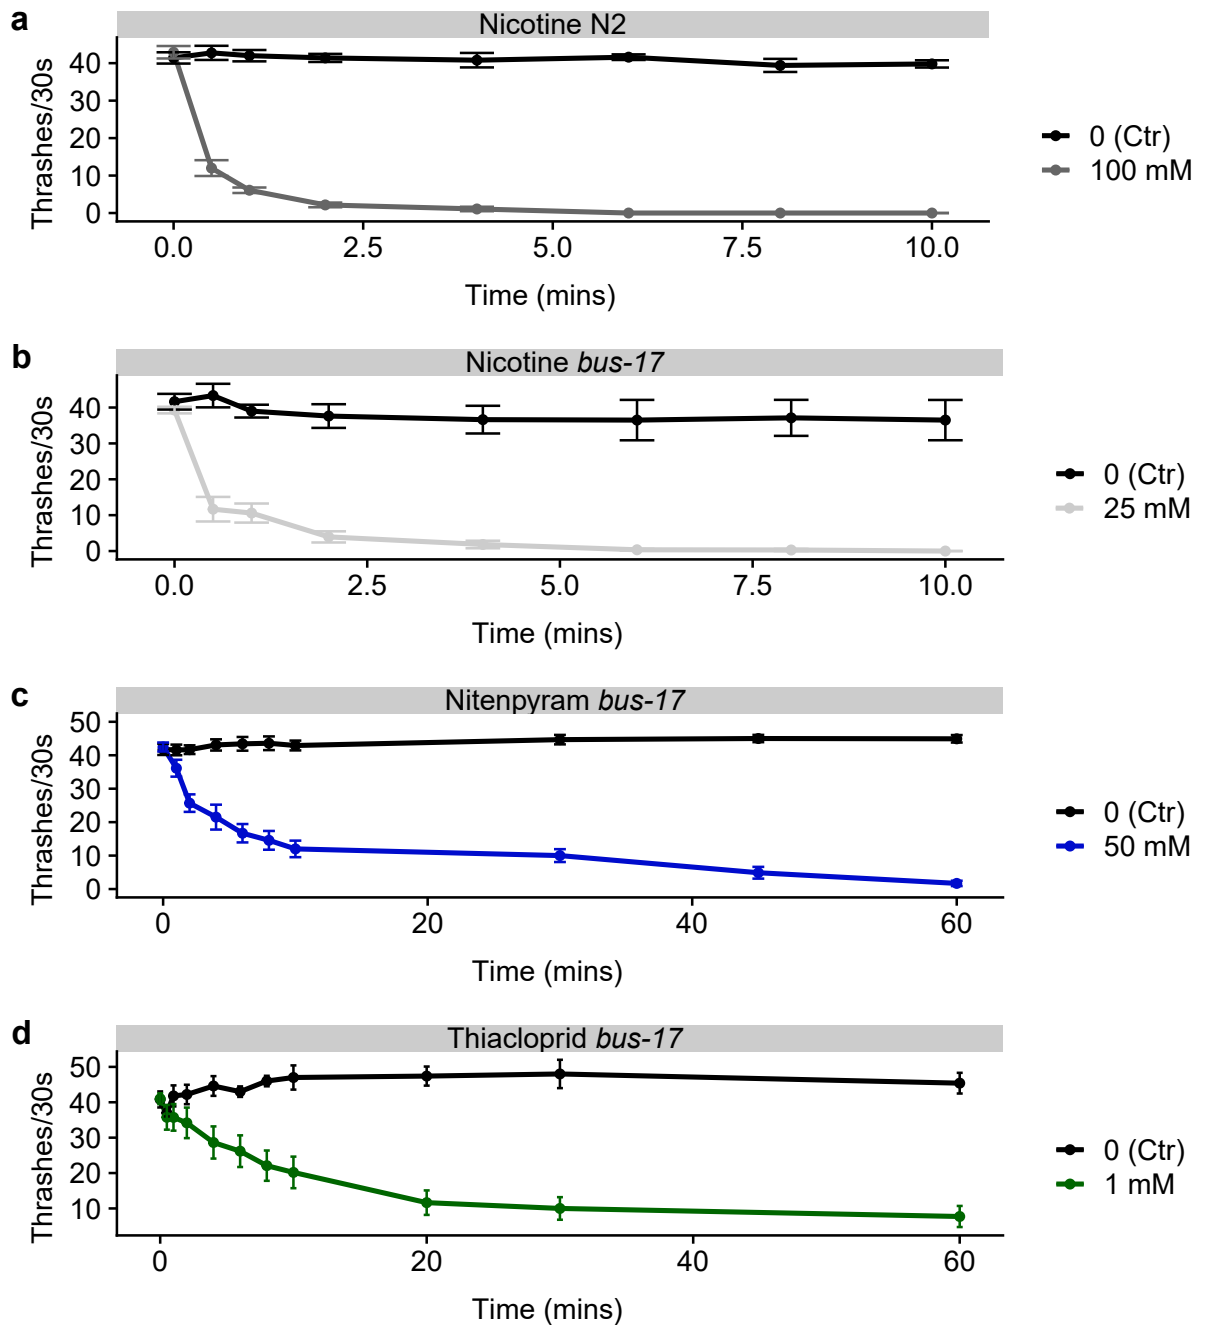 a
Nicotine N2
Thrashes/30s
40
30
20
10
0
0.0 2.5 5.0 7.5 10.0
Time (mins)
0 (Ctr)
100 mM
b
Nicotine bus-17
Thrashes/30s
40
30
20
10
0
0.0 2.5 5.0 7.5 10.0
Time (mins)
0 (Ctr)
25 mM
c
Nitenpyram bus-17
Thrashes/30s
50
40
30
20
10
0
0 20 40 60
Time (mins)
0 (Ctr)
50 mM
d
Thiacloprid bus-17
Thrashes/30s
50
40
30
20
10
0 20 40 60
Time (mins)
0 (Ctr)
1 mM